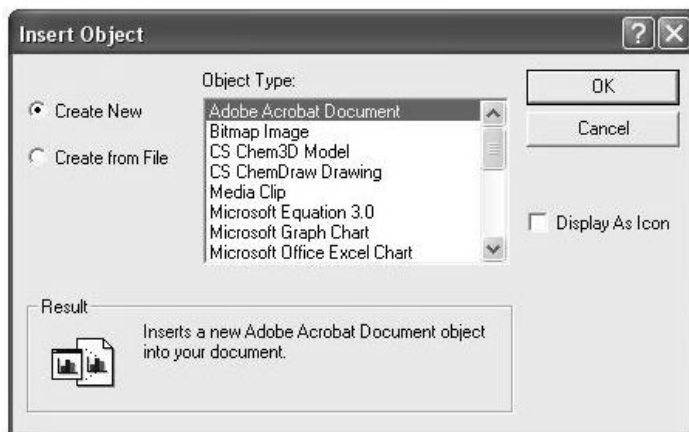 Insert Object
Object Type:
Create New
Create from File
Adobe Acrobat Document
Bitmap Image
CS Chem3D Model
CS ChemDraw Drawing
Media Clip
Microsoft Equation 3.0
Microsoft Graph Chart
Microsoft Office Excel Chart
OK
Cancel
Display As Icon
Result
Inserts a new Adobe Acrobat Document object
into your document.